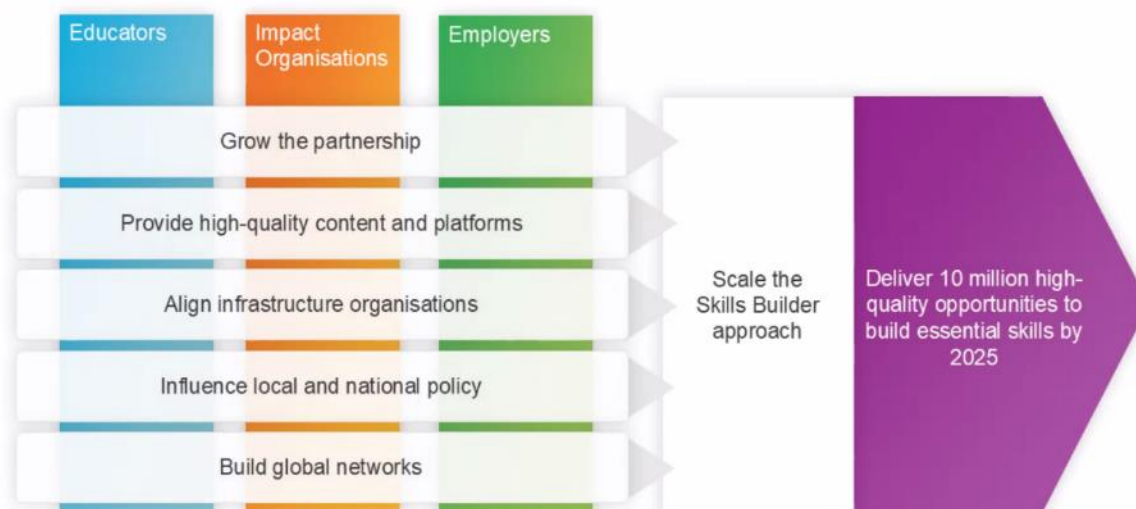 Educators
Impact
Organisations
Employers
Grow the partnership
Provide high-quality content and platforms
Align infrastructure organisations
Influence local and national policy
Build global networks
Scale the
Skills Builder
approach
Deliver 10 million high-
quality opportunities to
build essential skills by
2025